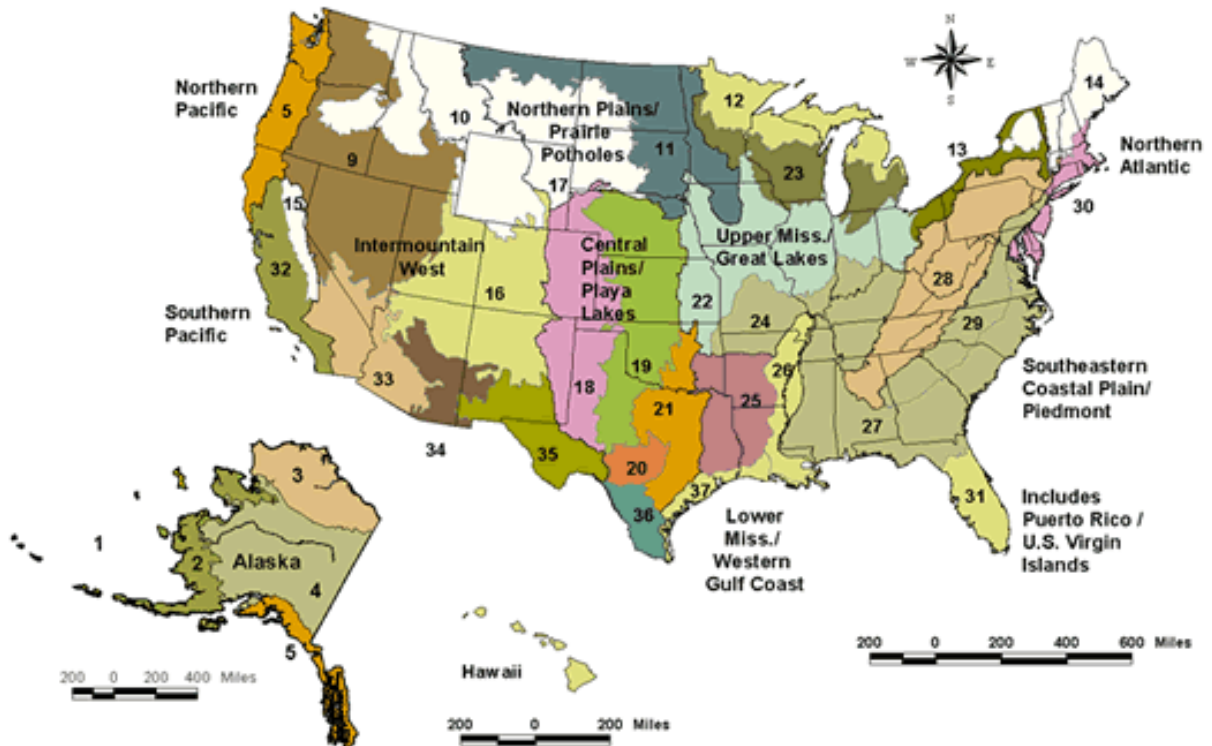 N
W E
S
Northern
Pacific
5
9
10
Northern Plains/
Prairie
Potholes
11
12
13
14
Northern
Atlantic
15
17
23
30
32
Intermountain
West
16
Central
Plains/
Playa
Lakes
Upper Miss./
Great Lakes
22
24
28
29
Southern
Pacific
33
34
18
19
21
25
26
27
Southeastern
Coastal Plain/
Piedmont
35
20
36
37
31
Lower
Miss./
Western
Gulf Coast
Includes
Puerto Rico /
U.S. Virgin
Islands
1
2
3
Alaska
4
5
200 0 200 400 Miles
Hawaii
200 0 200 Miles
200 0 200 400 600 Miles